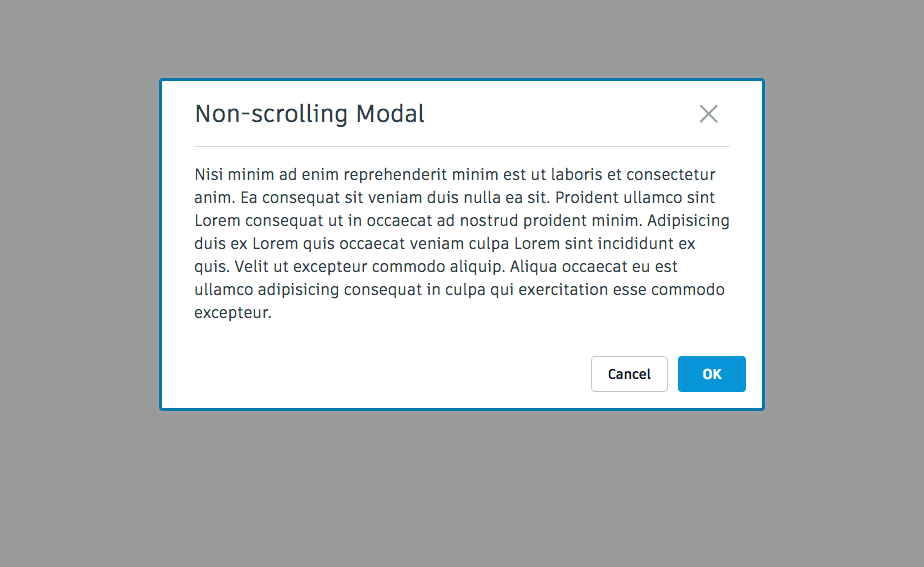 Non-scrolling Modal
Nisi minim ad enim reprehenderit minim est ut laboris et consectetur
anim. Ea consequat sit veniam duis nulla ea sit. Proident ullamco sint
Lorem consequat ut in occaecat ad nostrud proident minim. Adipisicing
duis ex Lorem quis occaecat veniam culpa Lorem sint incididunt ex
quis. Velit ut excepteur commodo aliquip. Aliqua occaecat eu est
ullamco adipisicing consequat in culpa qui exercitation esse commodo
excepteur.
Cancel
OK